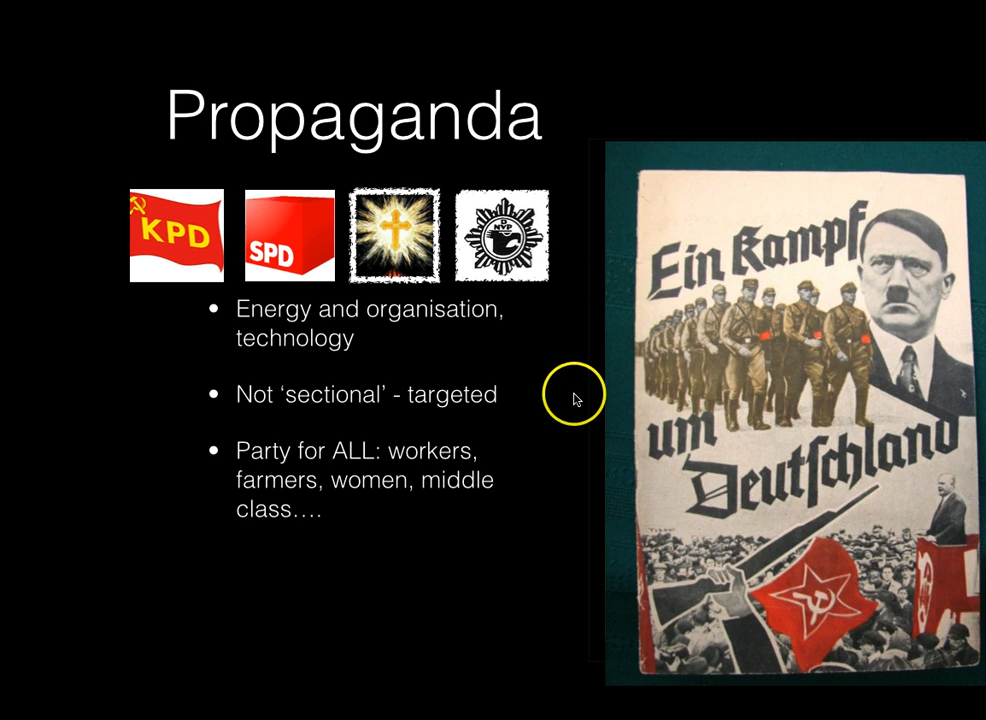 Propaganda
KPD
SPD
D
NVP
• Energy and organisation,
technology
• Not ‘sectional’ - targeted
• Party for ALL: workers,
farmers, women, middle
class….
Ein Kampf
um
Deutschland